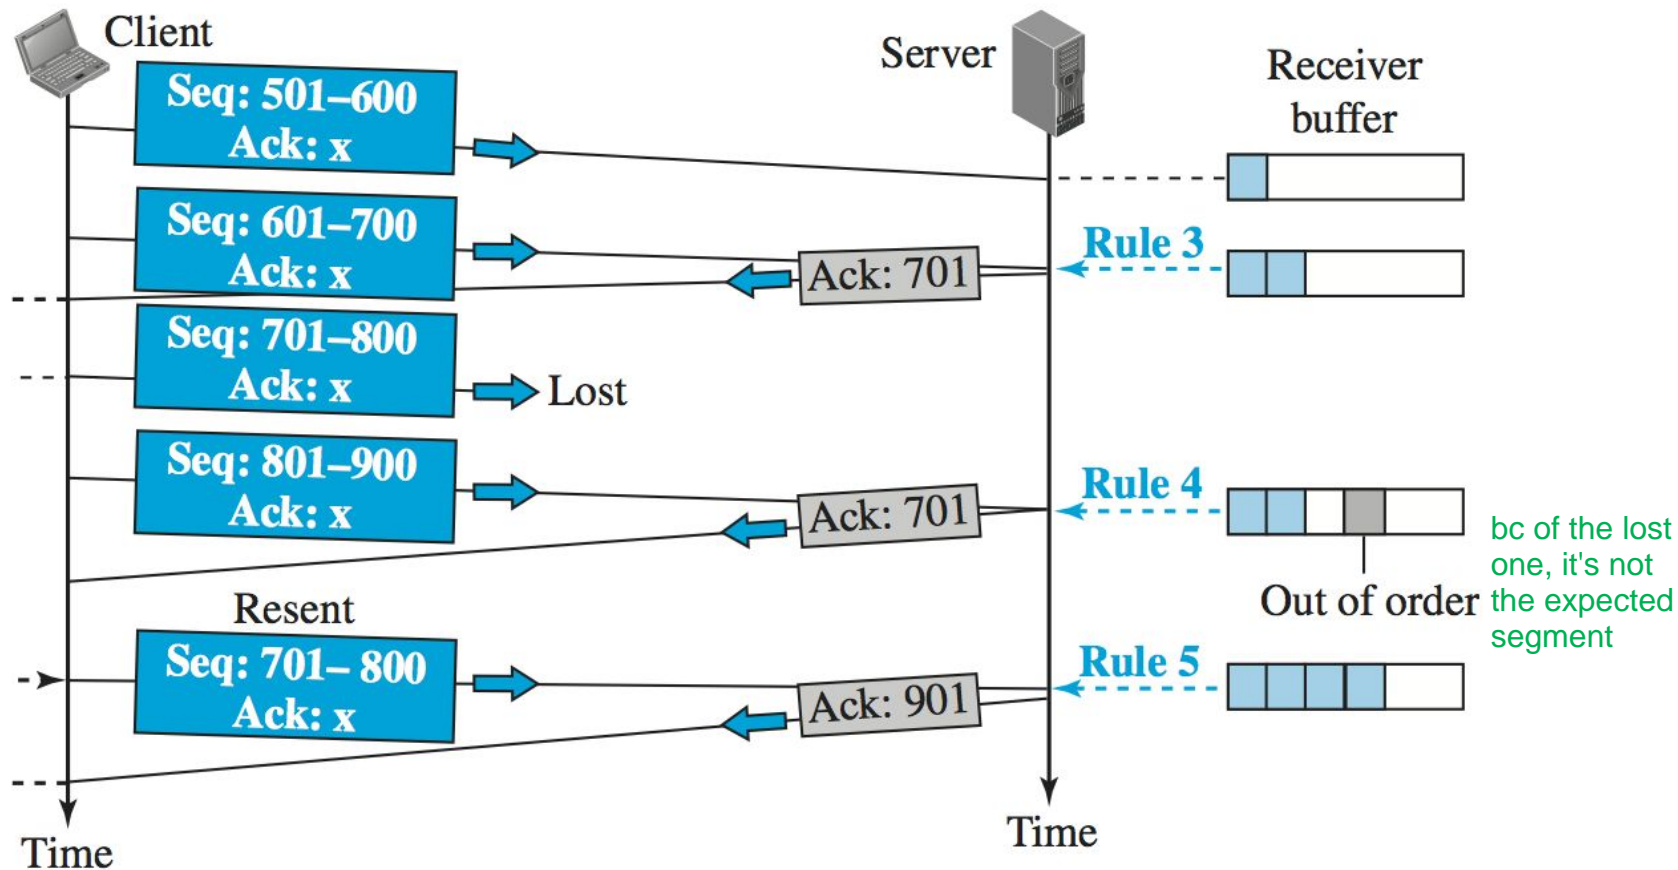 Client
Server
Receiver
buffer
Seq: 501–600
Ack: x
Seq: 601–700
Ack: x
Rule 3
Ack: 701
Seq: 701–800
Ack: x
Lost
Seq: 801–900
Ack: x
Rule 4
Ack: 701
Out of order
bc of the lost
one, it's not
the expected
segment
Resent
Seq: 701– 800
Ack: x
Rule 5
Ack: 901
Time
Time